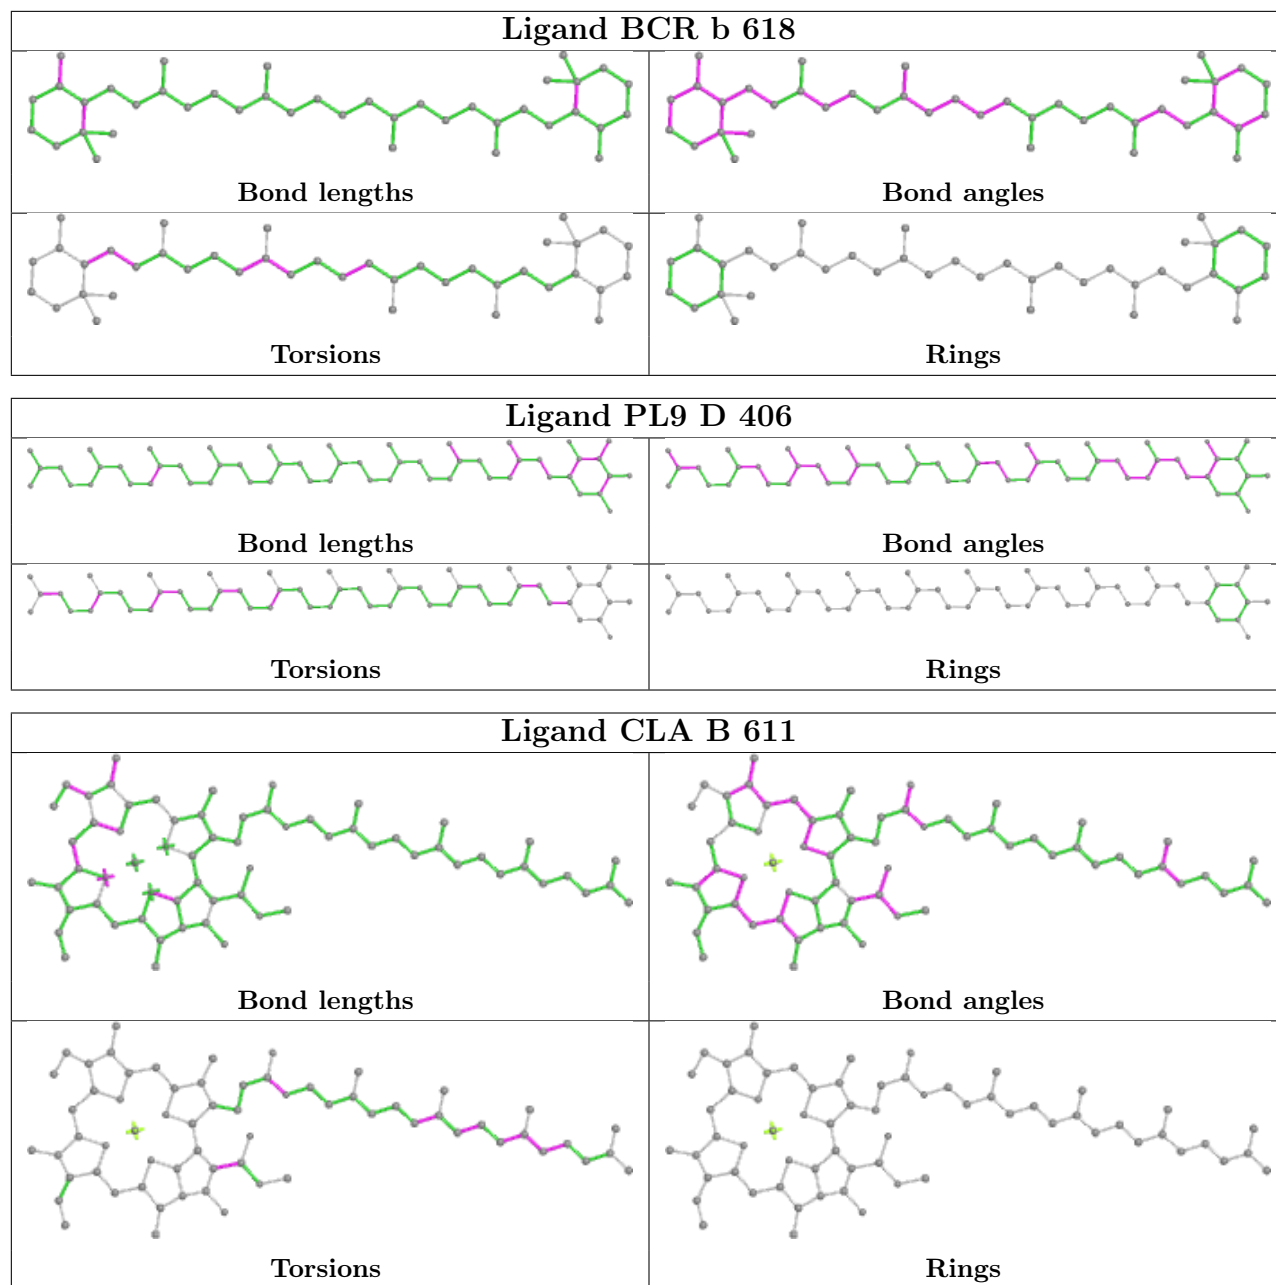 Ligand BCR b 618
Bond lengths
Bond angles
Torsions
Rings
Ligand PL9 D 406
Bond lengths
Bond angles
Torsions
Rings
Ligand CLA B 611
Bond lengths
Bond angles
Torsions
Rings